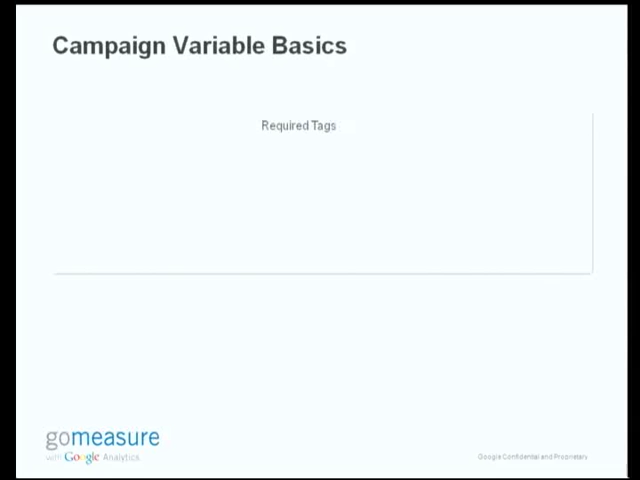 Campaign Variable Basics
Required Tags
gomeasure
with Google Analytics
Google Confidential and Proprietary